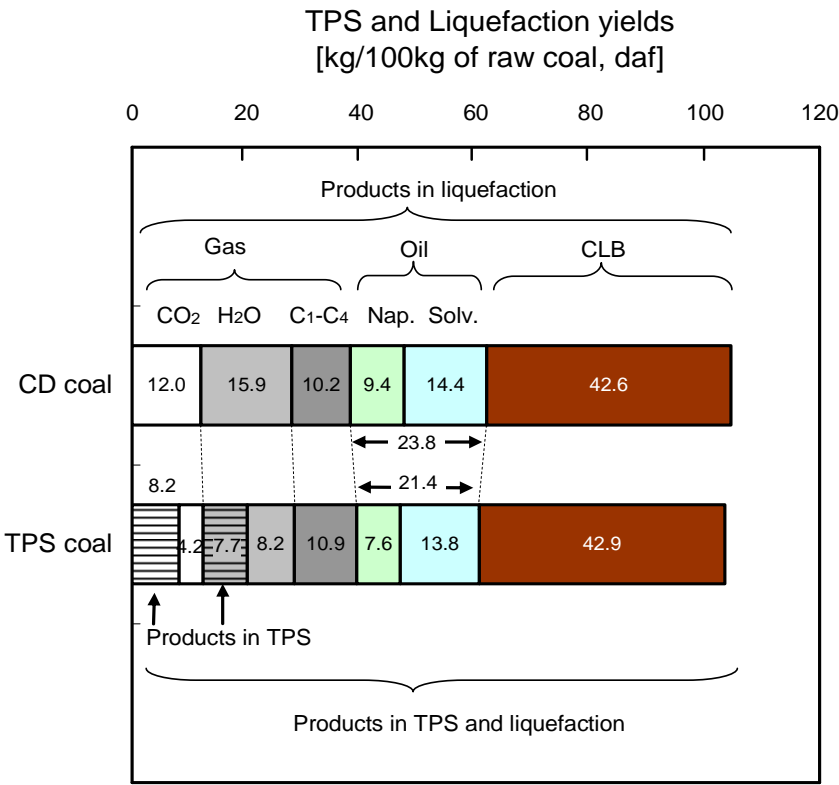 TPS and Liquefaction yields
[kg/100kg of raw coal, daf]
0 20 40 60 80 100 120
Products in liquefaction
Gas Oil CLB
CO2 H2O C1-C4 Nap. Solv.
CD coal 12.0 15.9 10.2 9.4 14.4 42.6
23.8
8.2 21.4
TPS coal 4.2 7.7 8.2 10.9 7.6 13.8 42.9
Products in TPS
Products in TPS and liquefaction